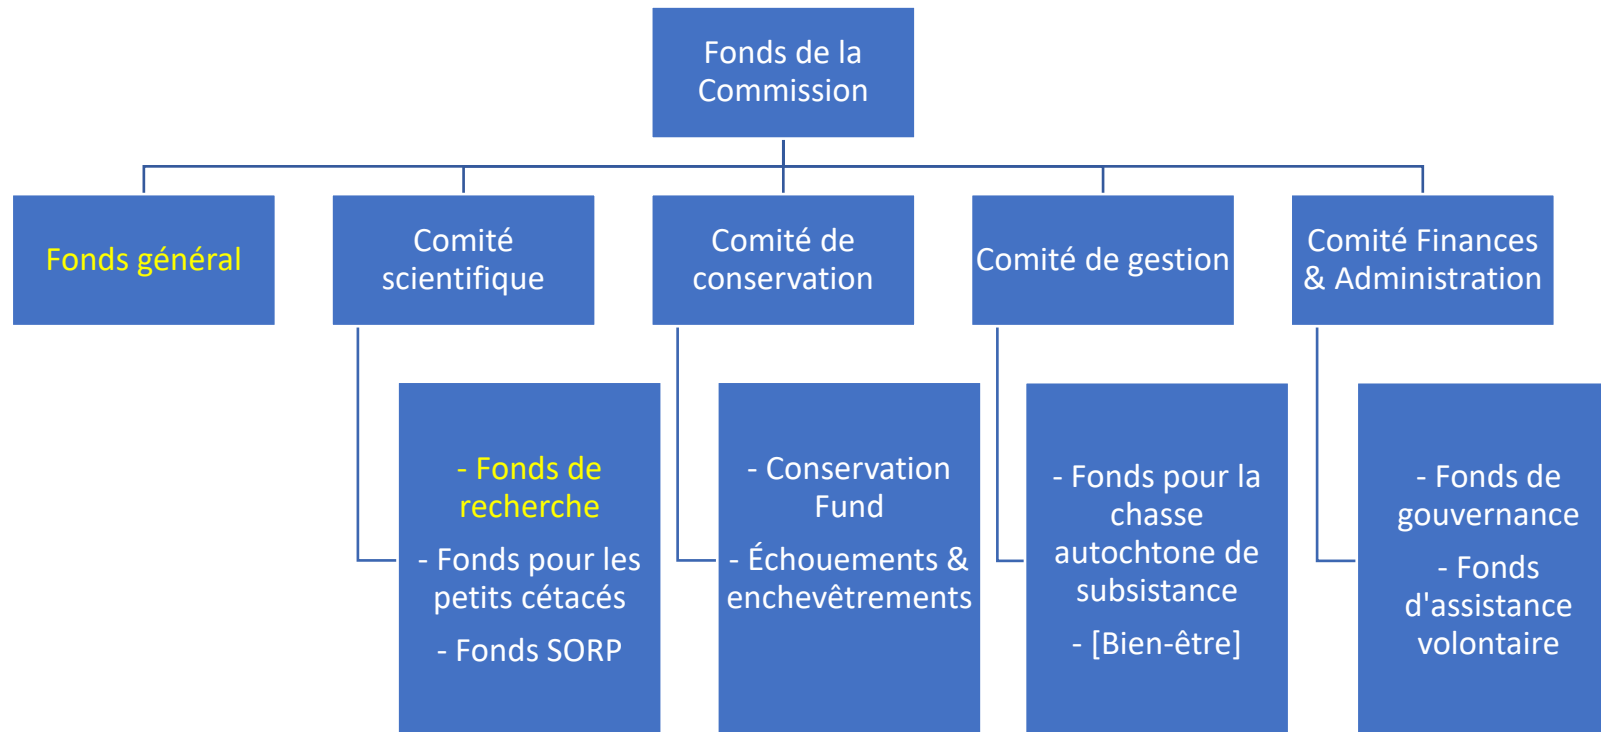 Fonds de la
Commission
Fonds général
Comité
scientifique
Comité de
conservation
Comité de gestion
Comité Finances
& Administration
- Fonds de
recherche
- Fonds pour les
petits cétacés
- Fonds SORP
- Conservation
Fund
- Échouements &
enchevêtrements
- Fonds pour la
chasse
autochtone de
subsistance
- [Bien-être]
- Fonds de
gouvernance
- Fonds
d'assistance
volontaire